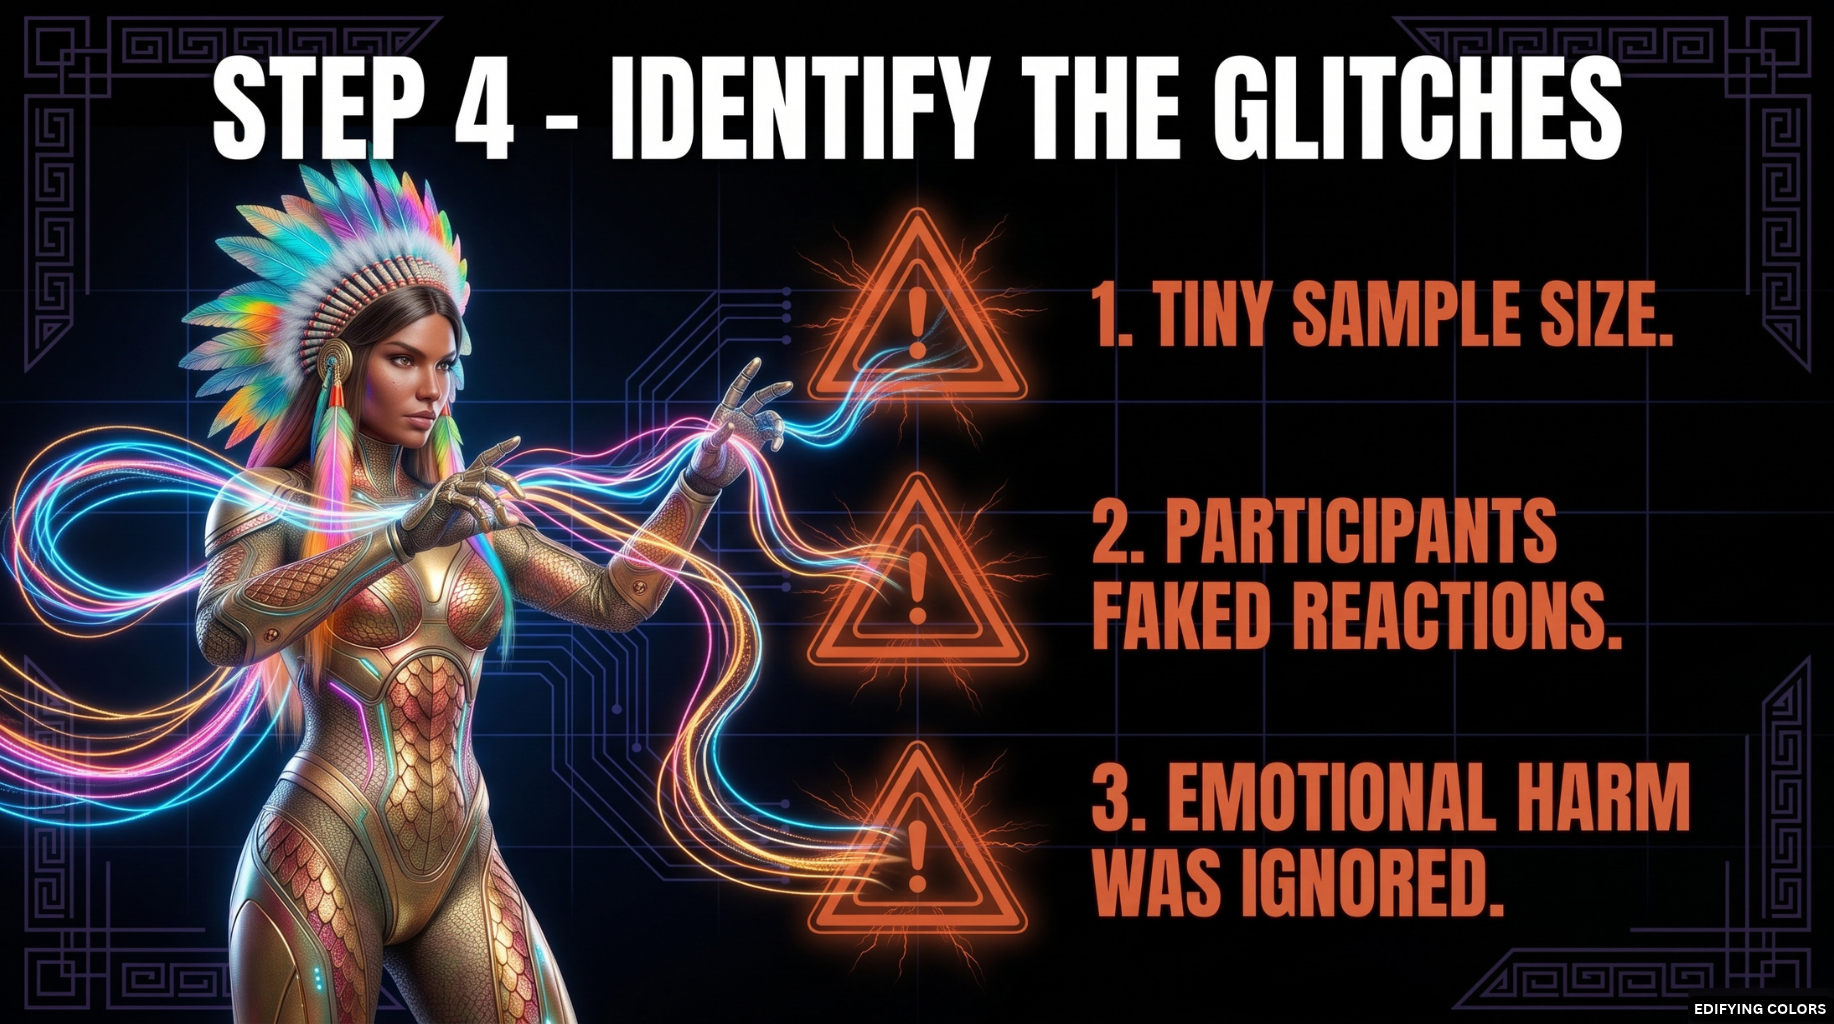 STEP 4 - IDENTIFY THE GLITCHES
1. TINY SAMPLE SIZE.
2. PARTICIPANTS
FAKED REACTIONS.
3. EMOTIONAL HARM
WAS IGNORED.
EDIFYING COLORS